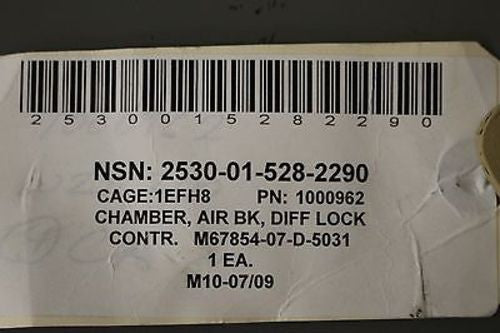 2530015282290
NSN: 2530-01-528-2290
CAGE:1EFH8 PN: 1000962
CHAMBER, AIR BK, DIFF LOCK
CONTR. M67854-07-D-5031
1 EA.
M10-07/09